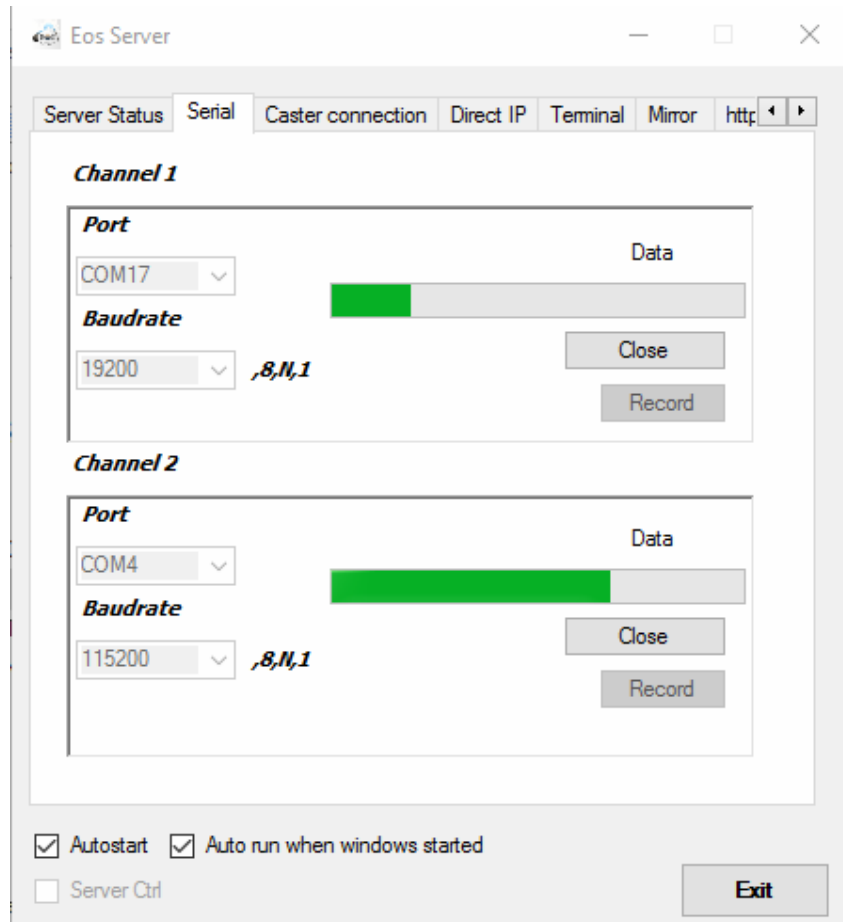 Eos Server
Server Status Serial Caster connection Direct IP Terminal Mirror http
Channel 1
Port
Data
COM17
Baudrate
19200 ,8,N,1
Close
Record
Channel 2
Port
Data
COM4
Baudrate
115200 ,8,N,1
Close
Record
Autostart Auto run when windows started
Server Ctrl
Exit